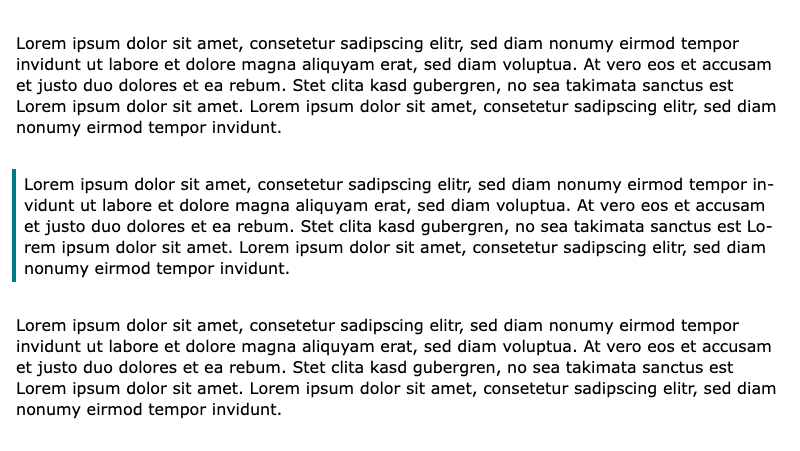 Lorem ipsum dolor sit amet, consetetur sadipscing elitr, sed diam nonumy eirmod tempor
invidunt ut labore et dolore magna aliquyam erat, sed diam voluptua. At vero eos et accusam
et justo duo dolores et ea rebum. Stet clita kasd gubergren, no sea takimata sanctus est
Lorem ipsum dolor sit amet. Lorem ipsum dolor sit amet, consetetur sadipscing elitr, sed diam
nonumy eirmod tempor invidunt.
Lorem ipsum dolor sit amet, consetetur sadipscing elitr, sed diam nonumy eirmod tempor in-
vidunt ut labore et dolore magna aliquyam erat, sed diam voluptua. At vero eos et accusam
et justo duo dolores et ea rebum. Stet clita kasd gubergren, no sea takimata sanctus est Lo-
rem ipsum dolor sit amet. Lorem ipsum dolor sit amet, consetetur sadipscing elitr, sed diam
nonumy eirmod tempor invidunt.
Lorem ipsum dolor sit amet, consetetur sadipscing elitr, sed diam nonumy eirmod tempor
invidunt ut labore et dolore magna aliquyam erat, sed diam voluptua. At vero eos et accusam
et justo duo dolores et ea rebum. Stet clita kasd gubergren, no sea takimata sanctus est
Lorem ipsum dolor sit amet. Lorem ipsum dolor sit amet, consetetur sadipscing elitr, sed diam
nonumy eirmod tempor invidunt.